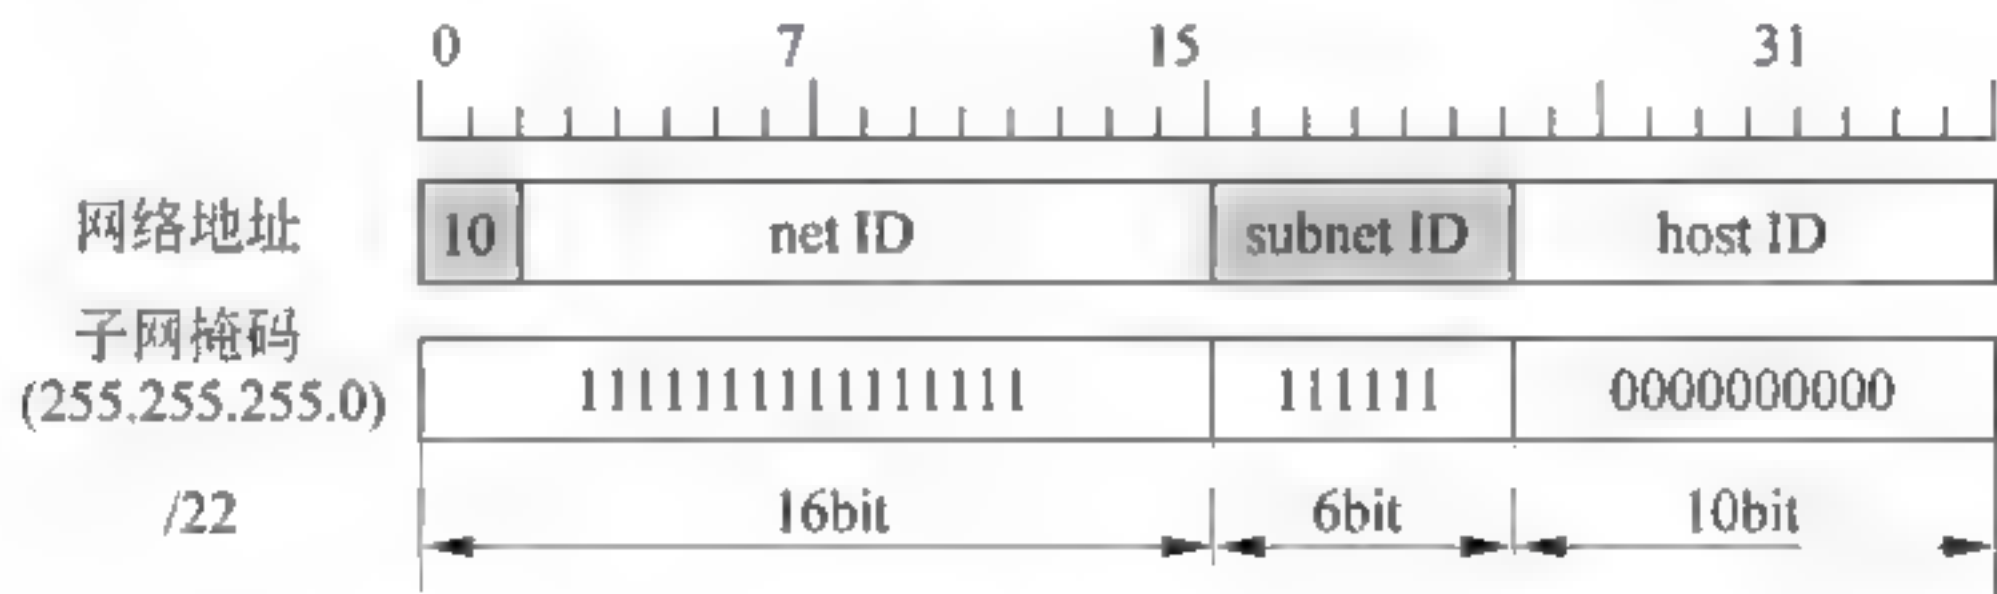 0 7 15 31
网络地址 10 net ID subnet ID host ID
子网掩码
(255.255.255.0) 1111111111111111 111111 0000000000
/22 16bit 6bit 10bit